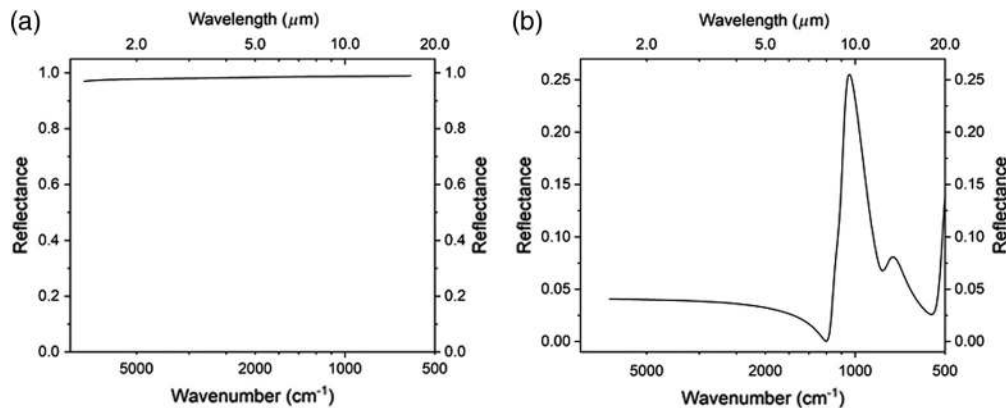 (a)
Wavelength (μm)
2.0 5.0 10.0 20.0
1.0 1.0
0.8 0.8
0.6 0.6
Reflectance Reflectance
0.4 0.4
0.2 0.2
0.0 0.0
5000 2000 1000 500
Wavenumber (cm⁻¹)
(b)
Wavelength (μm)
2.0 5.0 10.0 20.0
0.25 0.25
0.20 0.20
0.15 0.15
Reflectance Reflectance
0.10 0.10
0.05 0.05
0.00 0.00
5000 2000 1000 500
Wavenumber (cm⁻¹)